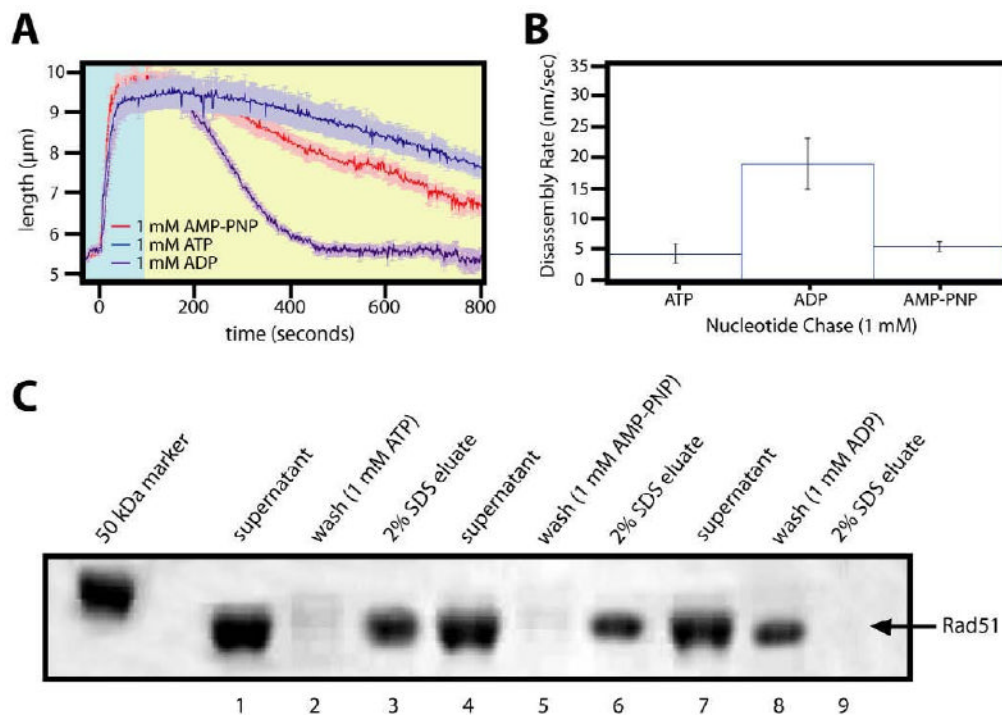 A
length (μm)
10
9
8
7
6
5
1 mM AMP-PNP
1 mM ATP
1 mM ADP
0
200
400
600
800
time (seconds)
B
Disassembly Rate (nm/sec)
35
30
25
20
15
10
5
0
ATP
ADP
AMP-PNP
Nucleotide Chase (1 mM)
C
50 kDa marker
supernatant
wash (1 mM ATP)
2% SDS eluate
supernatant
wash (1 mM AMP-PNP)
2% SDS eluate
supernatant
wash (1 mM ADP)
2% SDS eluate
Rad51
1 2 3 4 5 6 7 8 9